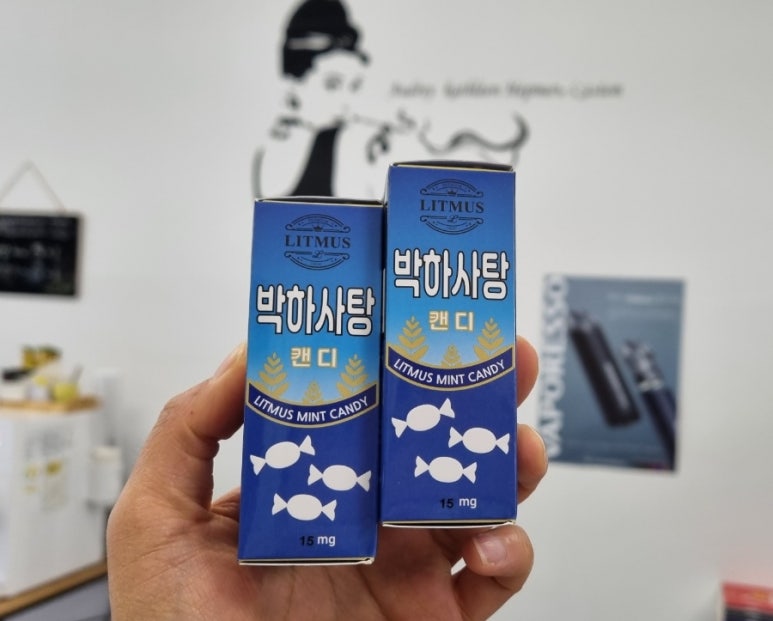 LITMUS
박하사탕
캔디
LITMUS MINT CANDY
15 mg
LITMUS
박하사탕
캔디
LITMUS MINT CANDY
15 mg
VAPORESSO